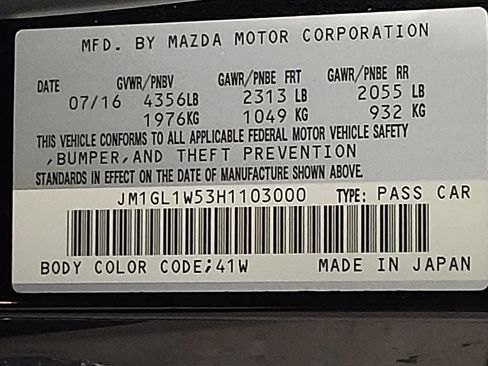 MFD. BY MAZDA MOTOR CORPORATION
DATE GVWR/PNBV GAWR/PNBE FRT GAWR/PNBE RR
07/16 4356LB 2313 LB 2055 LB
1976KG 1049 KG 932 KG
THIS VEHICLE CONFORMS TO ALL APPLICABLE FEDERAL MOTOR VEHICLE SAFETY
,BUMPER,AND THEFT PREVENTION
STANDARDS IN EFFECT ON THE DATE OF MANUFACTURE SHOWN ABOVE.
JM1GL1W53H1103000 TYPE: PASS CAR
BODY COLOR CODE;41W MADE IN JAPAN